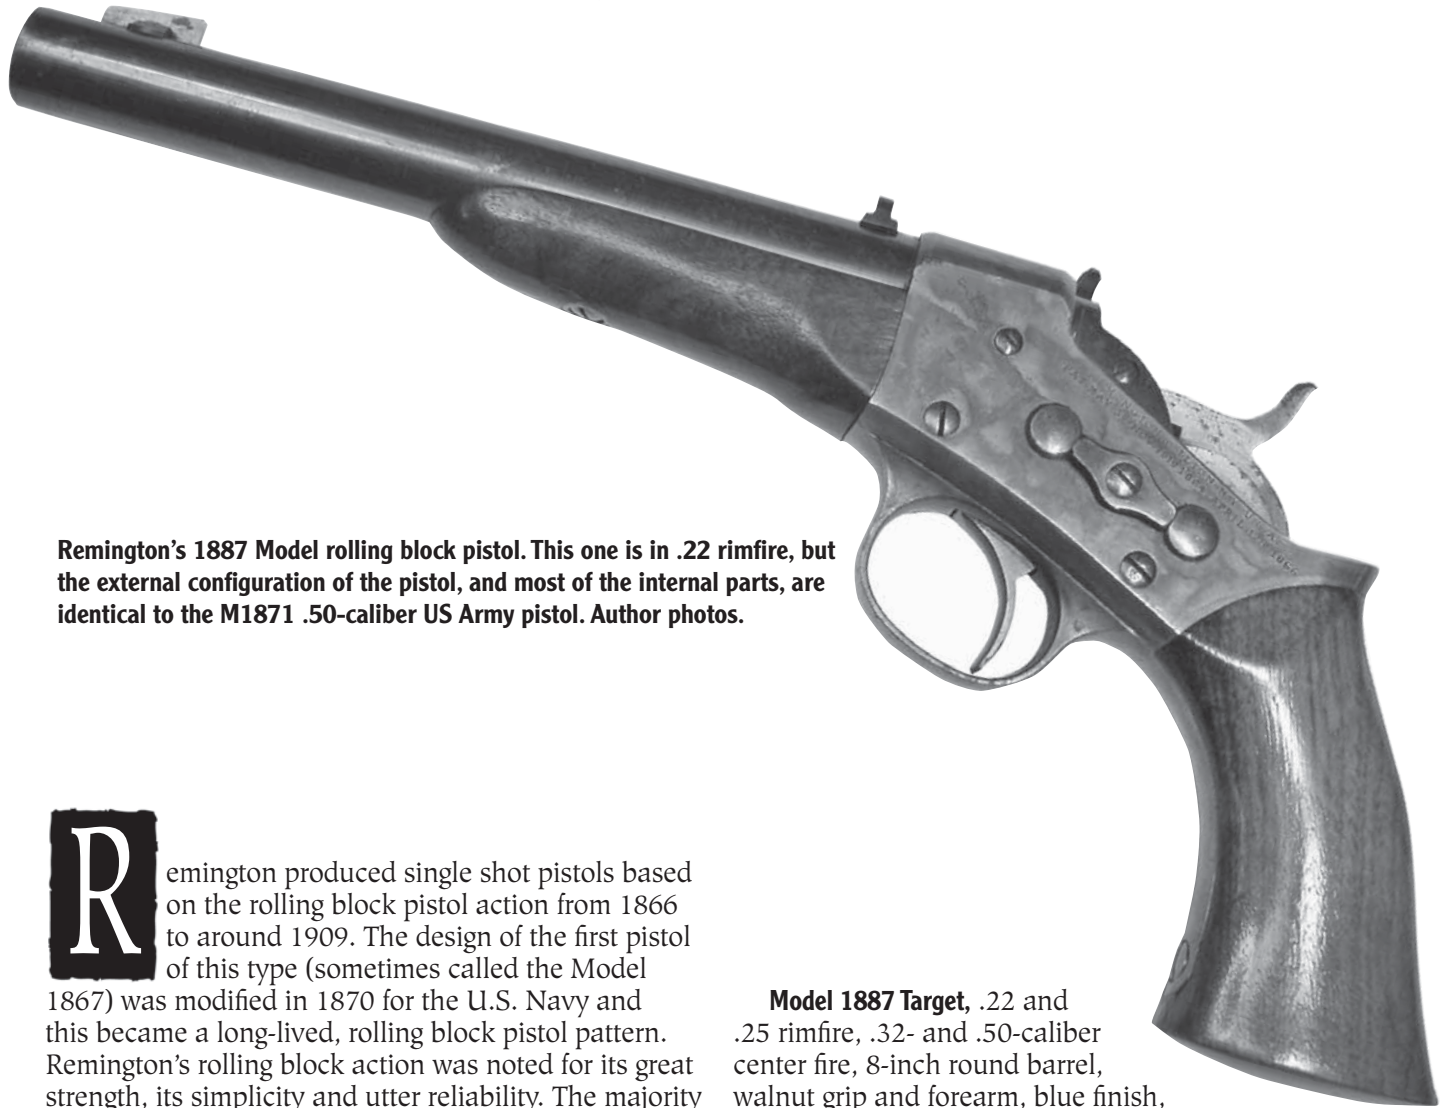 Remington's 1887 Model rolling block pistol. This one is in .22 rimfire, but
the external configuration of the pistol, and most of the internal parts, are
identical to the M1871 .50-caliber US Army pistol. Author photos.
Remington produced single shot pistols based
on the rolling block pistol action from 1866
to around 1909. The design of the first pistol
of this type (sometimes called the Model
1867) was modified in 1870 for the U.S. Navy and
this became a long-lived, rolling block pistol pattern.
Remington's rolling block action was noted for its great
strength, its simplicity and utter reliability. The majority
Model 1887 Target, .22 and
.25 rimfire, .32- and .50-caliber
center fire, 8-inch round barrel,
walnut grip and forearm, blue finish,